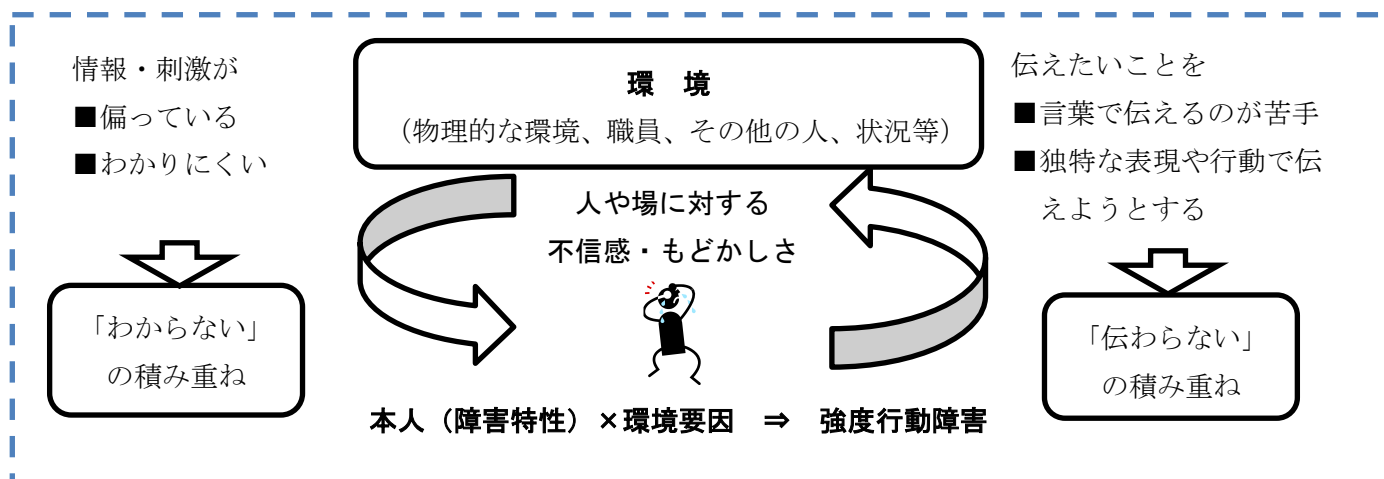 情報・刺激が
■偏っている
■わかりにくい
「わからない」
の積み重ね
環　境
（物理的な環境、職員、その他の人、状況等）
人や場に対する
不信感・もどかしさ
本人（障害特性）×環境要因　⇒　強度行動障害
伝えたいことを
■言葉で伝えるのが苦手
■独特な表現や行動で伝
えようとする
「伝わらない」
の積み重ね